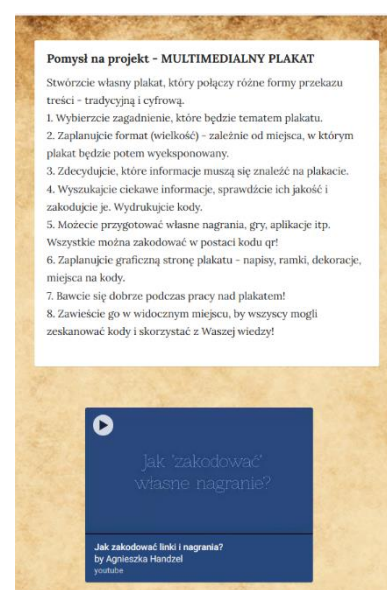 Pomysł na projekt - MULTIMEDIALNY PLAKAT
Stwórzcie własny plakat, który połączy różne formy przekazu
treści - tradycyjną i cyfrową.
1. Wybierzcie zagadnienie, które będzie tematem plakatu.
2. Zaplanujcie format (wielkość) - zależnie od miejsca, w którym
plakat będzie potem wyeksponowany.
3. Zdecydujcie, które informacje muszą się znaleźć na plakacie.
4. Wyszukajcie ciekawe informacje, sprawdźcie ich jakość i
zakodujcie je. Wydrukujcie kody.
5. Możecie przygotować własne nagrania, gry, aplikacje itp.
Wszystkie można zakodować w postaci kodu qr!
6. Zaplanujcie graficzną stronę plakatu - napisy, ramki, dekoracje,
miejsca na kody.
7. Bawcie się dobrze podczas pracy nad plakatem!
8. Zawieście go w widocznym miejscu, by wszyscy mogli
zeskanować kody i skorzystać z Waszej wiedzy!
Jak 'zakodować'
własne nagranie?
Jak zakodować linki i nagrania?
by Agnieszka Handzel
youtube